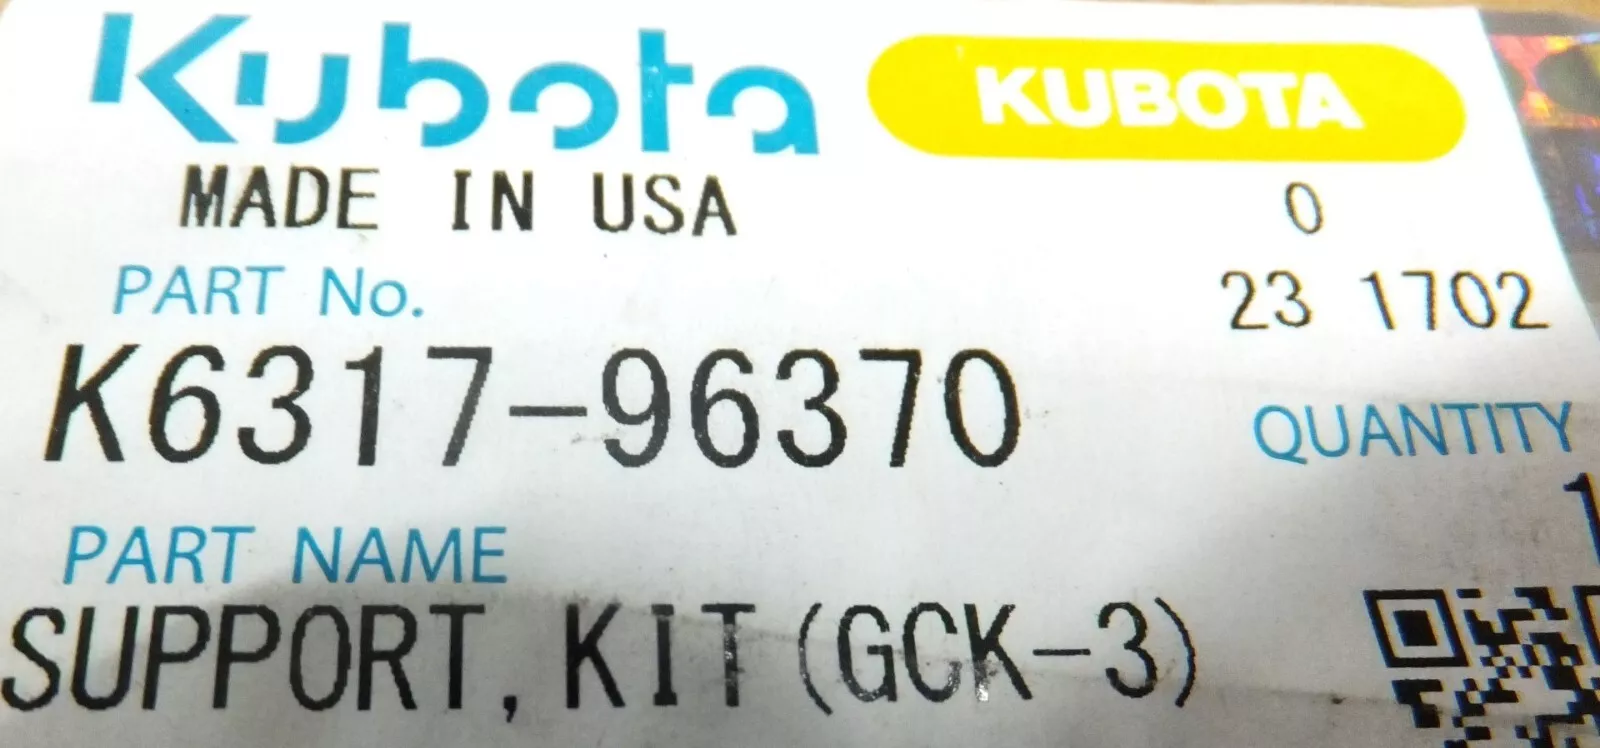 Kubota
KUBOTA
MADE IN USA
0
PART No.
23 1702
K6317-96370
QUANTITY
1
PART NAME
SUPPORT, KIT(GCK-3)